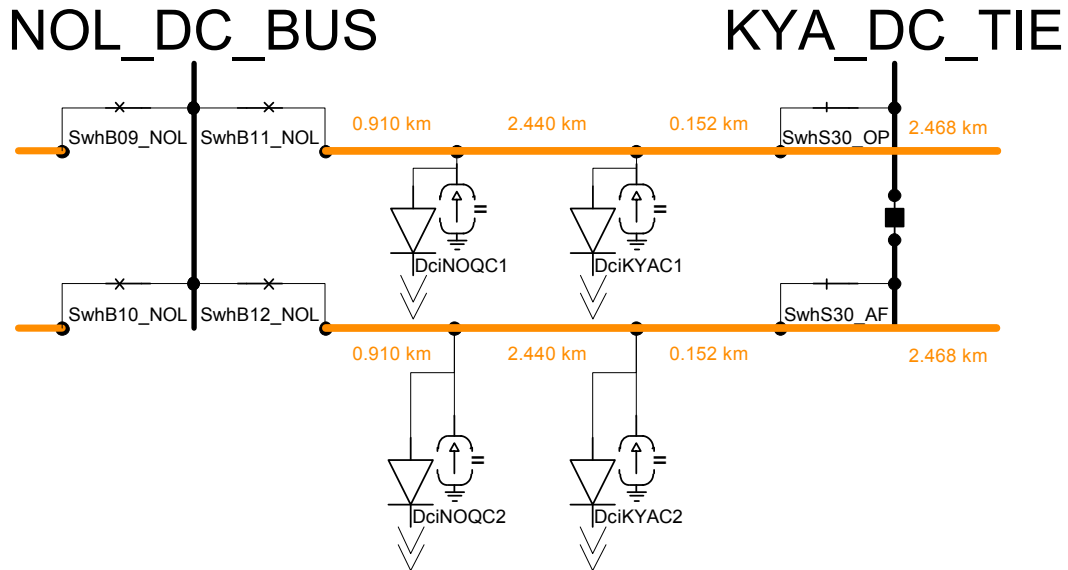 NOL_DC_BUS KYA_DC_TIE
0.910 km 2.440 km 0.152 km 2.468 km
SwhB09_NOL SwhB11_NOL SwhS30_OP
=
=
DciNOQC1 DciKYAC1
SwhB10_NOL SwhB12_NOL SwhS30_AF
0.910 km 2.440 km 0.152 km 2.468 km
=
=
DciNOQC2 DciKYAC2